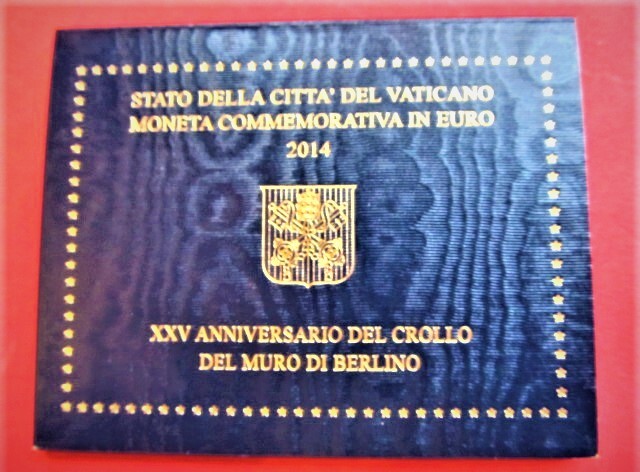 STATO DELLA CITTA' DEL VATICANO
MONETA COMMEMORATIVA IN EURO
2014
XXV ANNIVERSARIO DEL CROLLO
DEL MURO DI BERLINO